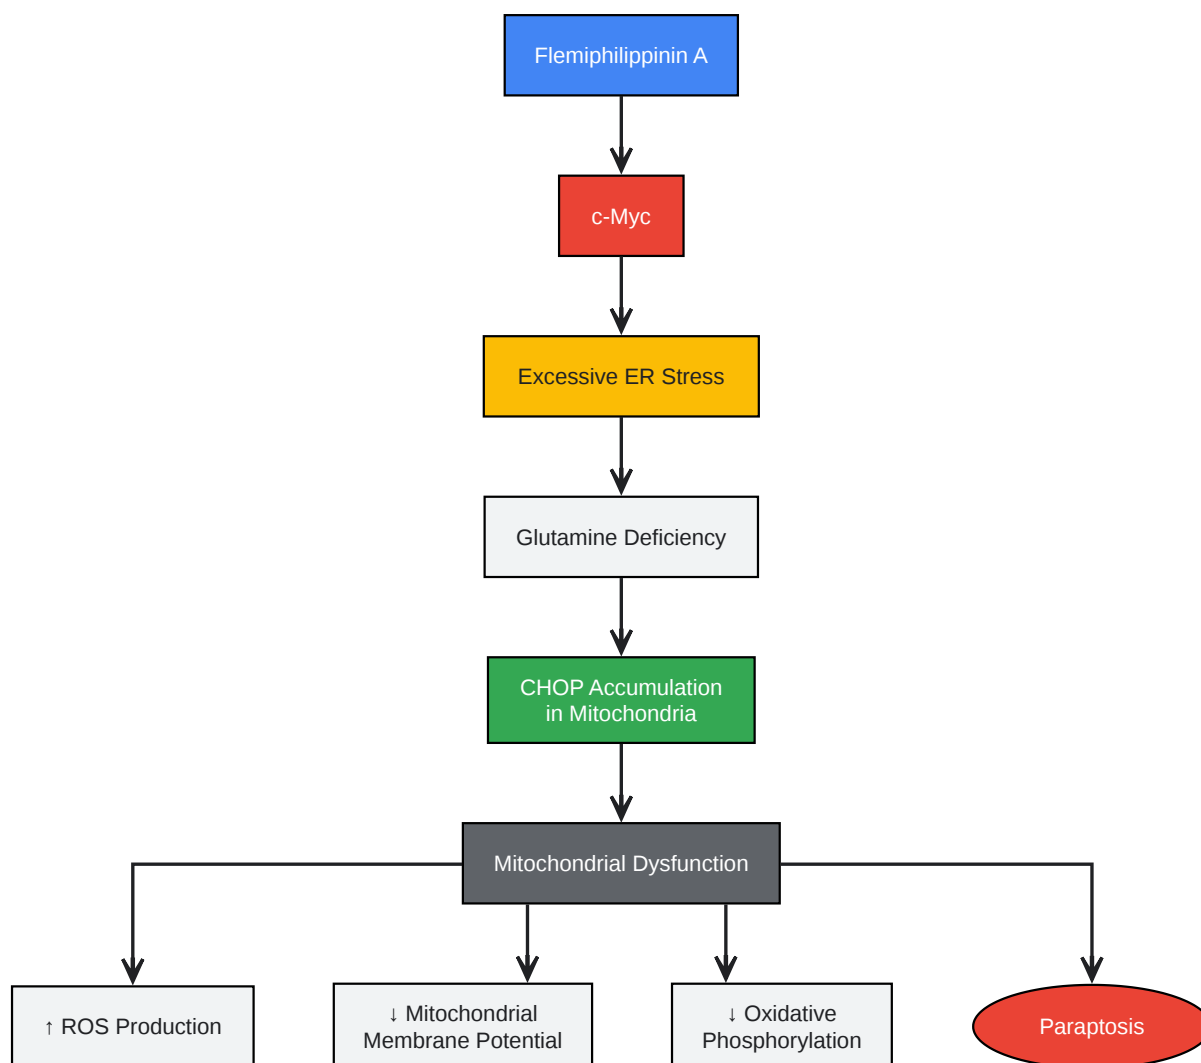 Flemiphilippinin A
c-Myc
Excessive ER Stress
Glutamine Deficiency
CHOP Accumulation
in Mitochondria
Mitochondrial Dysfunction
↑ ROS Production
↓ Mitochondrial
Membrane Potential
↓ Oxidative
Phosphorylation
Paraptosis